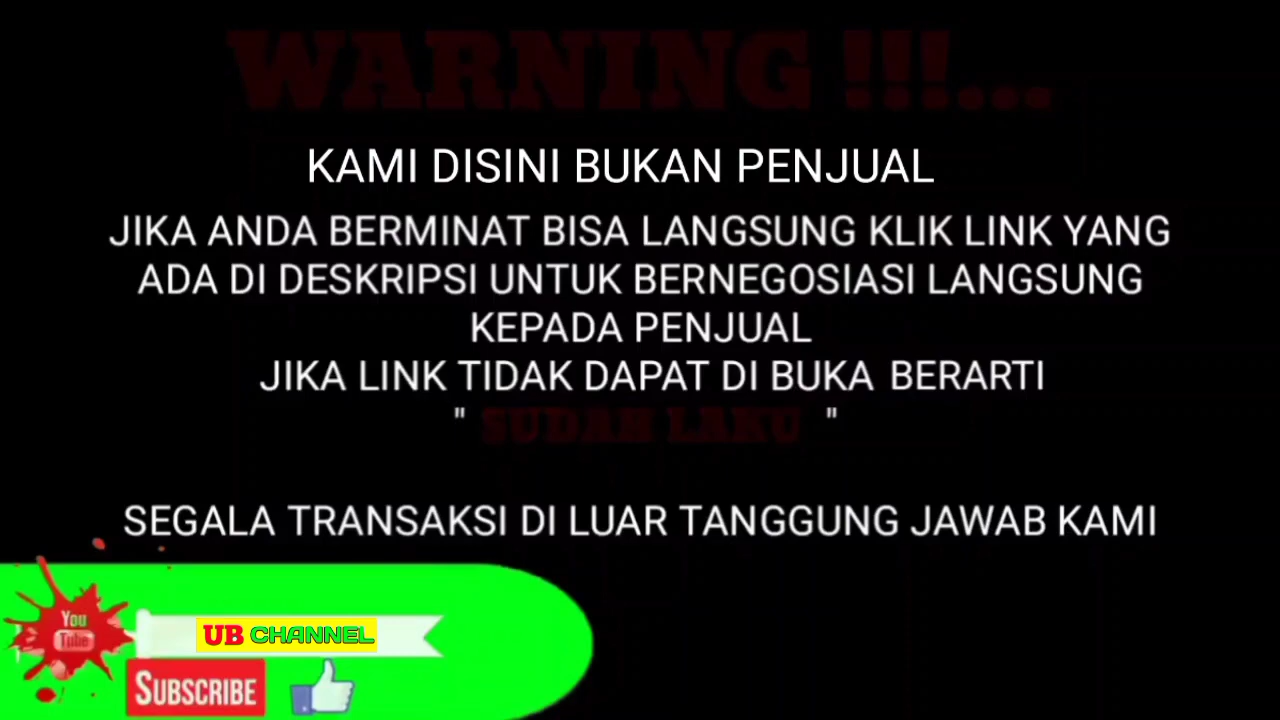 WARNING !!!...
KAMI DISINI BUKAN PENJUAL
JIKA ANDA BERMINAT BISA LANGSUNG KLIK LINK YANG
ADA DI DESKRIPSI UNTUK BERNEGOSIASI LANGSUNG
KEPADA PENJUAL
JIKA LINK TIDAK DAPAT DI BUKA BERARTI
" SUDAH LAKU "
SEGALA TRANSAKSI DI LUAR TANGGUNG JAWAB KAMI
You
Tube
UB CHANNEL
SUBSCRIBE